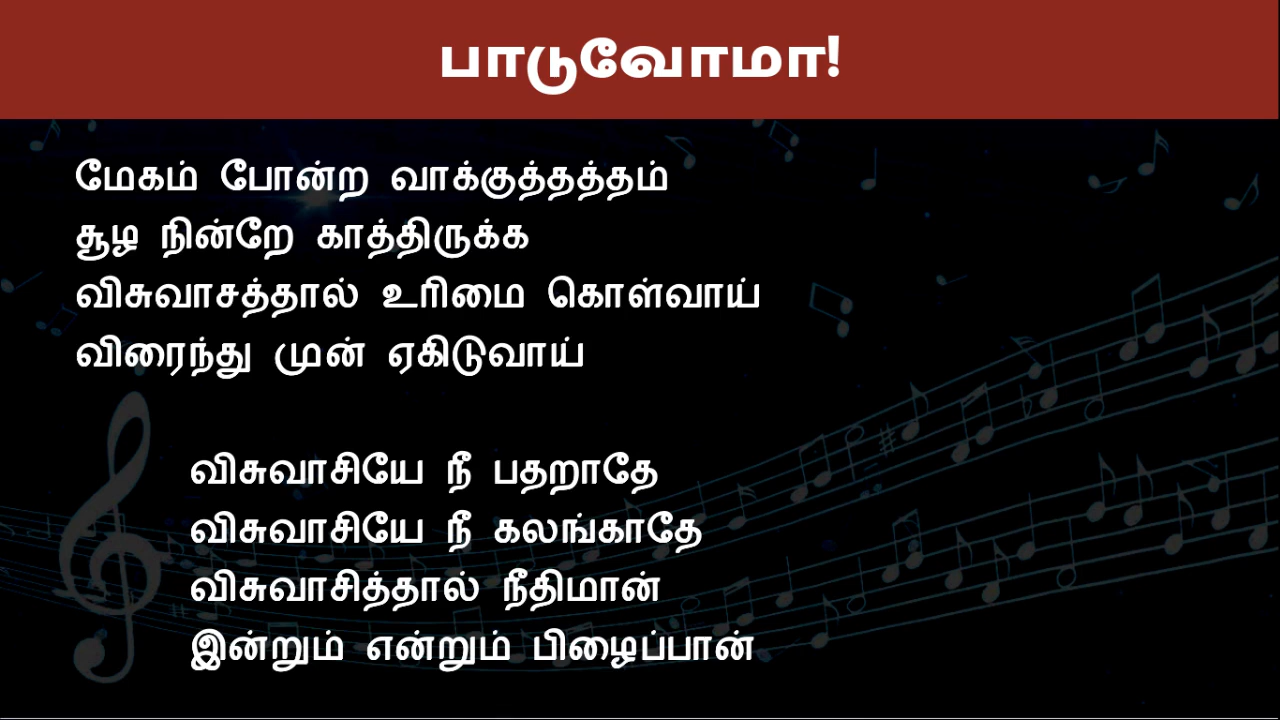 பாடுவோமா!
மேகம் போன்ற வாக்குத்தத்தம்
சூழ நின்றே காத்திருக்க
விசுவாசத்தால் உரிமை கொள்வாய்
விரைந்து முன் ஏகிடுவாய்
விசுவாசியே நீ பதறாதே
விசுவாசியே நீ கலங்காதே
விசுவாசித்தால் நீதிமான்
இன்றும் என்றும் பிழைப்பான்